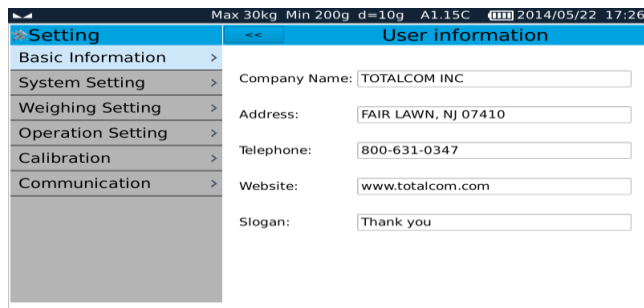 Max 30kg Min 200g d=10g A1.15C 2014/05/22 17:26
Setting
<< User information
Basic Information >
System Setting >
Weighing Setting >
Operation Setting >
Calibration >
Communication >
Company Name: TOTALCOM INC
Address: FAIR LAWN, NJ 07410
Telephone: 800-631-0347
Website: www.totalcom.com
Slogan: Thank you